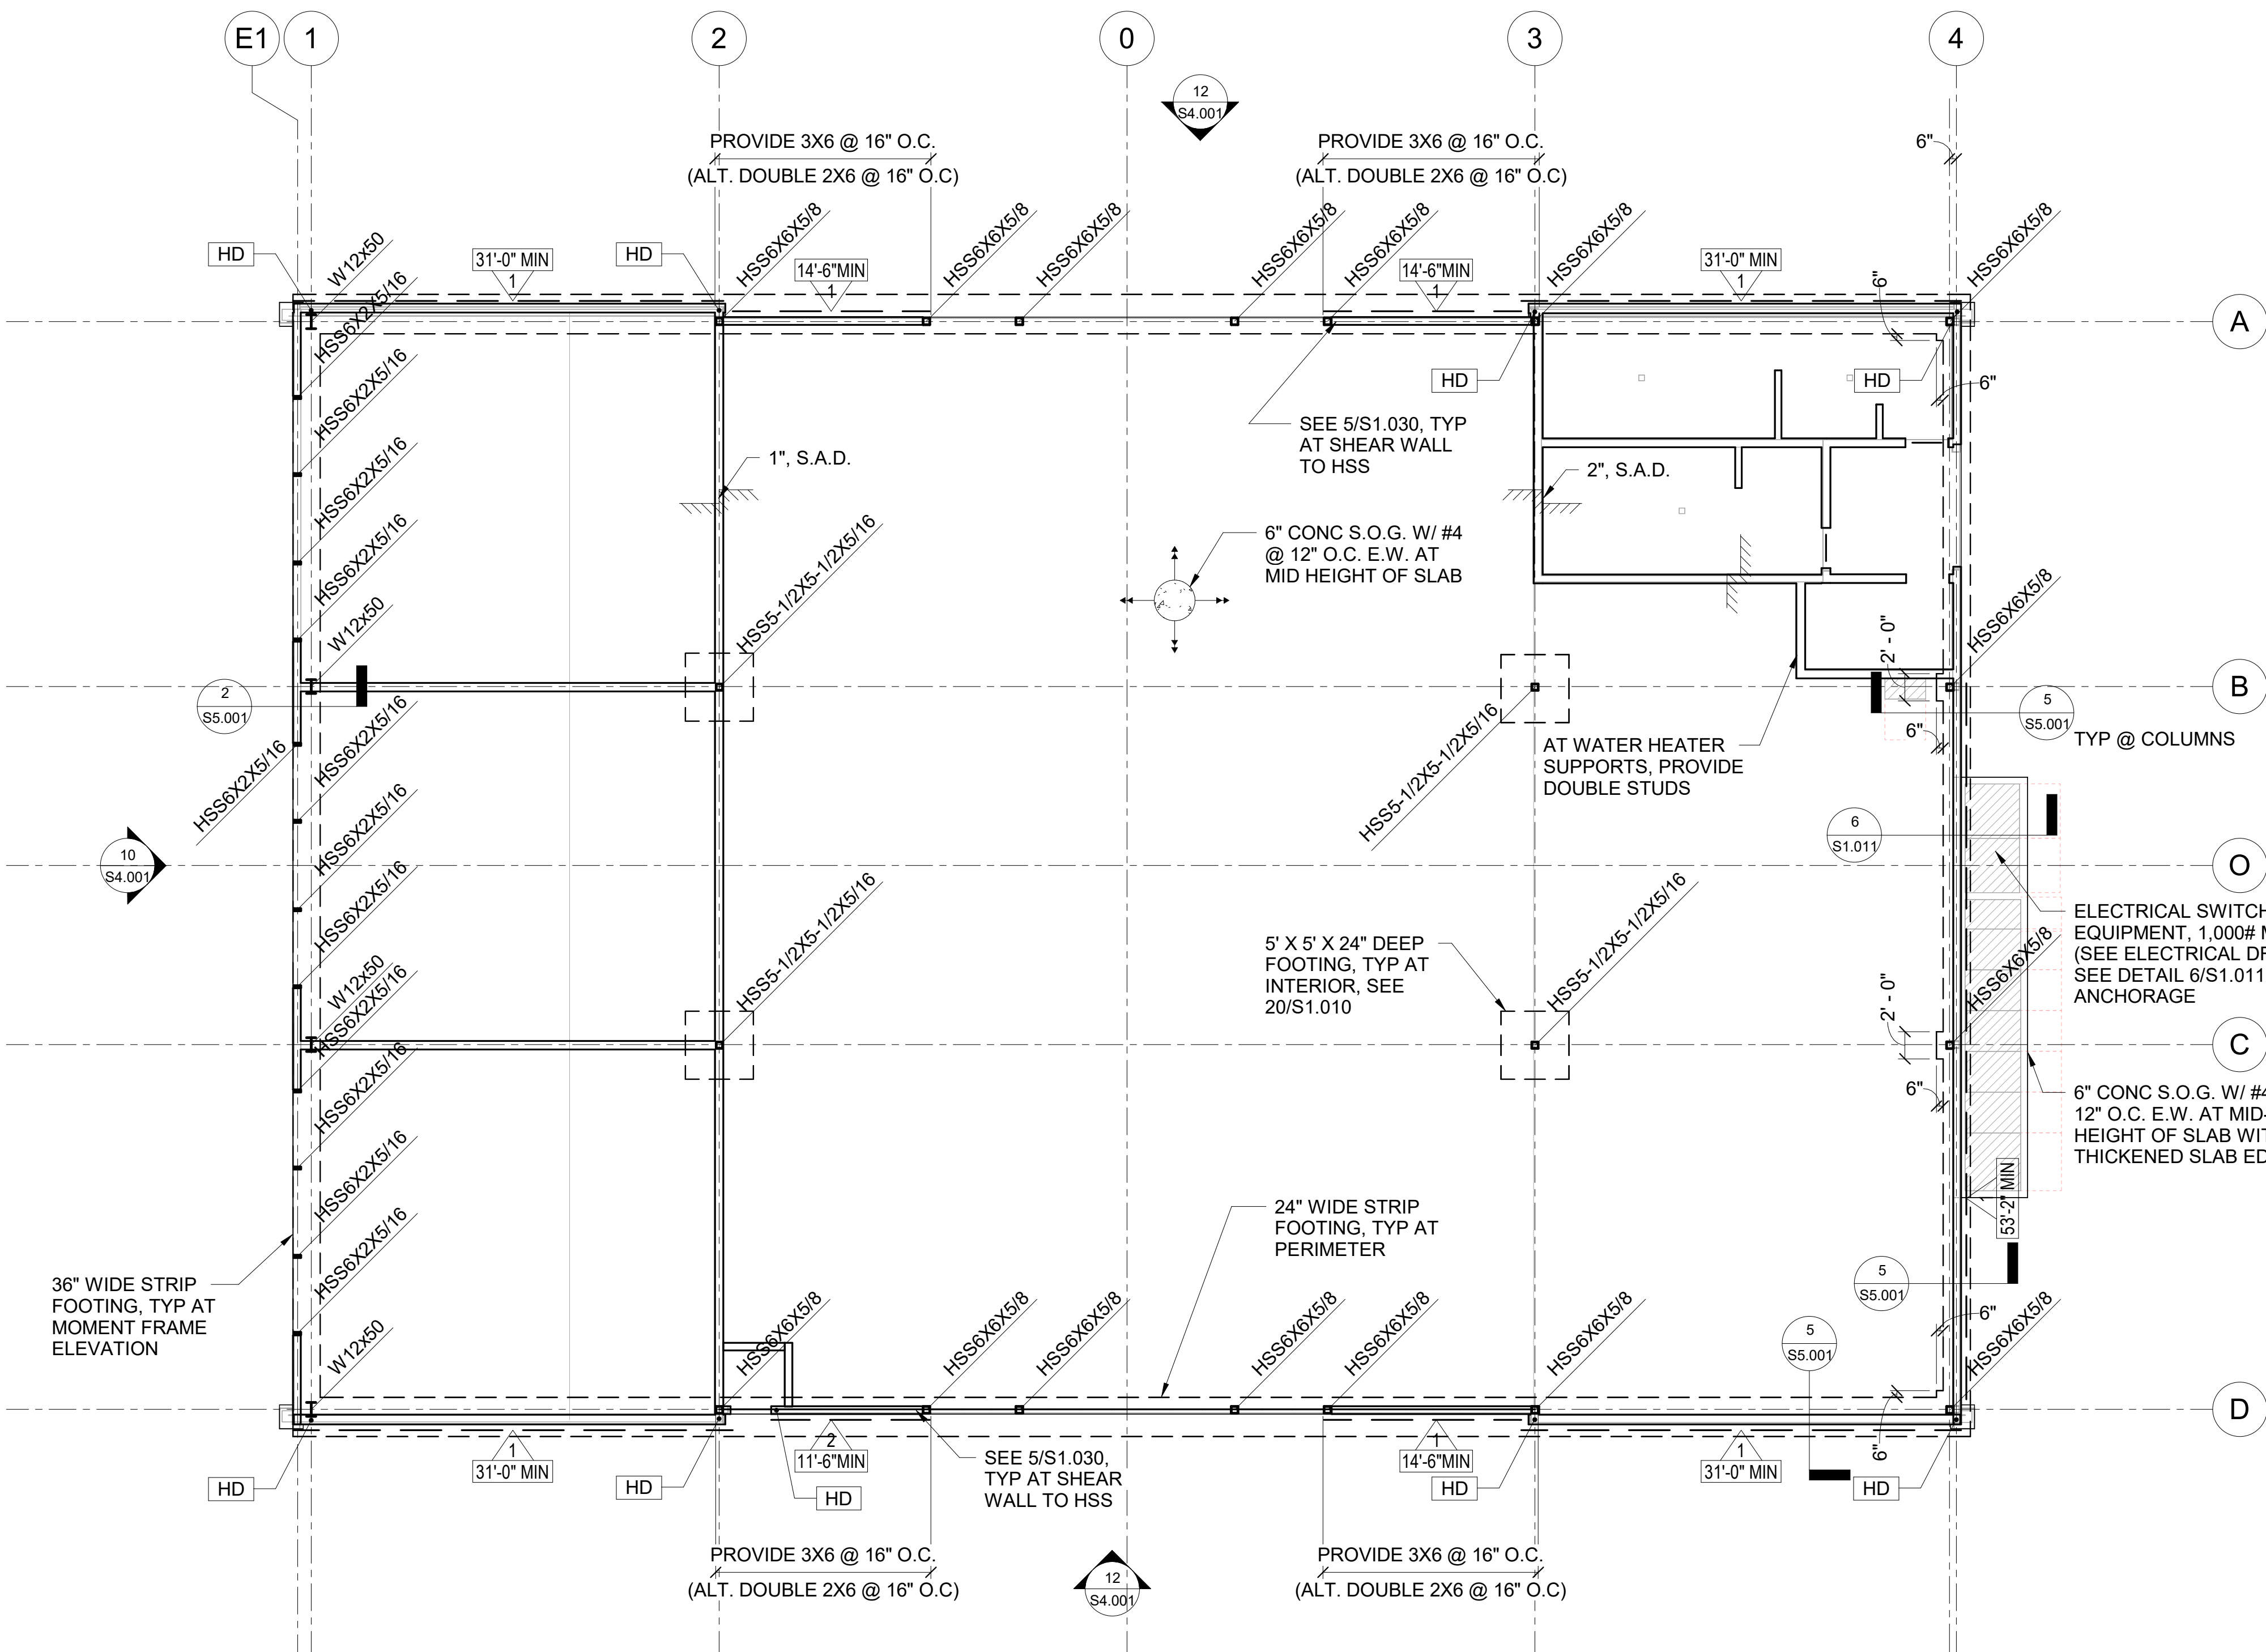 E1
1
2
0
3
4
12
S4.001
PROVIDE 3X6 @ 16" O.C.
(ALT. DOUBLE 2X6 @ 16" O.C)
PROVIDE 3X6 @ 16" O.C.
(ALT. DOUBLE 2X6 @ 16" O.C)
6"
HD
W12x50
HSS6X2X5/16
31'-0" MIN
1
HD
HSS6X6X5/8
14'-6"MIN
1
HSS6X6X5/8
HSS6X6X5/8
HSS6X6X5/8
HSS6X6X5/8
14'-6"MIN
1
HSS6X6X5/8
31'-0" MIN
1
6"
HSS6X6X5/8
A
HD
HD
6"
HSS6X2X5/16
HSS6X2X5/16
HSS6X2X5/16
SEE 5/S1.030, TYP
AT SHEAR WALL
TO HSS
1", S.A.D.
2", S.A.D.
6" CONC S.O.G. W/ #4
@ 12" O.C. E.W. AT
MID HEIGHT OF SLAB
W12x50
HSS5-1/2X5-1/2X5/16
HSS6X6X5/8
2' - 0"
2
S5.001
B
5
S5.001
TYP @ COLUMNS
6"
HSS6X2X5/16
HSS6X2X5/16
HSS5-1/2X5-1/2X5/16
AT WATER HEATER
SUPPORTS, PROVIDE
DOUBLE STUDS
6
S1.011
10
S4.001
HSS6X2X5/16
HSS6X2X5/16
O
ELECTRICAL SWITCH
EQUIPMENT, 1,000# M
(SEE ELECTRICAL DR
SEE DETAIL 6/S1.011
ANCHORAGE
HSS5-1/2X5-1/2X5/16
5' X 5' X 24" DEEP
FOOTING, TYP AT
INTERIOR, SEE
20/S1.010
HSS5-1/2X5-1/2X5/16
HSS6X6X5/8
W12x50
HSS6X2X5/16
2' - 0"
C
6"
6" CONC S.O.G. W/ #4
12" O.C. E.W. AT MID-
HEIGHT OF SLAB WIT
THICKENED SLAB ED
HSS6X2X5/16
HSS6X2X5/16
HSS6X2X5/16
53'-2" MIN
24" WIDE STRIP
FOOTING, TYP AT
PERIMETER
36" WIDE STRIP
FOOTING, TYP AT
MOMENT FRAME
ELEVATION
5
S5.001
5
S5.001
6"
W12x50
HSS6X6X5/8
HSS6X6X5/8
HSS6X6X5/8
HSS6X6X5/8
HSS6X6X5/8
HSS6X6X5/8
HSS6X6X5/8
D
6"
HD
1
31'-0" MIN
HD
2
11'-6"MIN
HD
SEE 5/S1.030,
TYP AT SHEAR
WALL TO HSS
1
14'-6"MIN
HD
1
31'-0" MIN
HD
PROVIDE 3X6 @ 16" O.C.
(ALT. DOUBLE 2X6 @ 16" O.C)
12
S4.001
PROVIDE 3X6 @ 16" O.C.
(ALT. DOUBLE 2X6 @ 16" O.C)